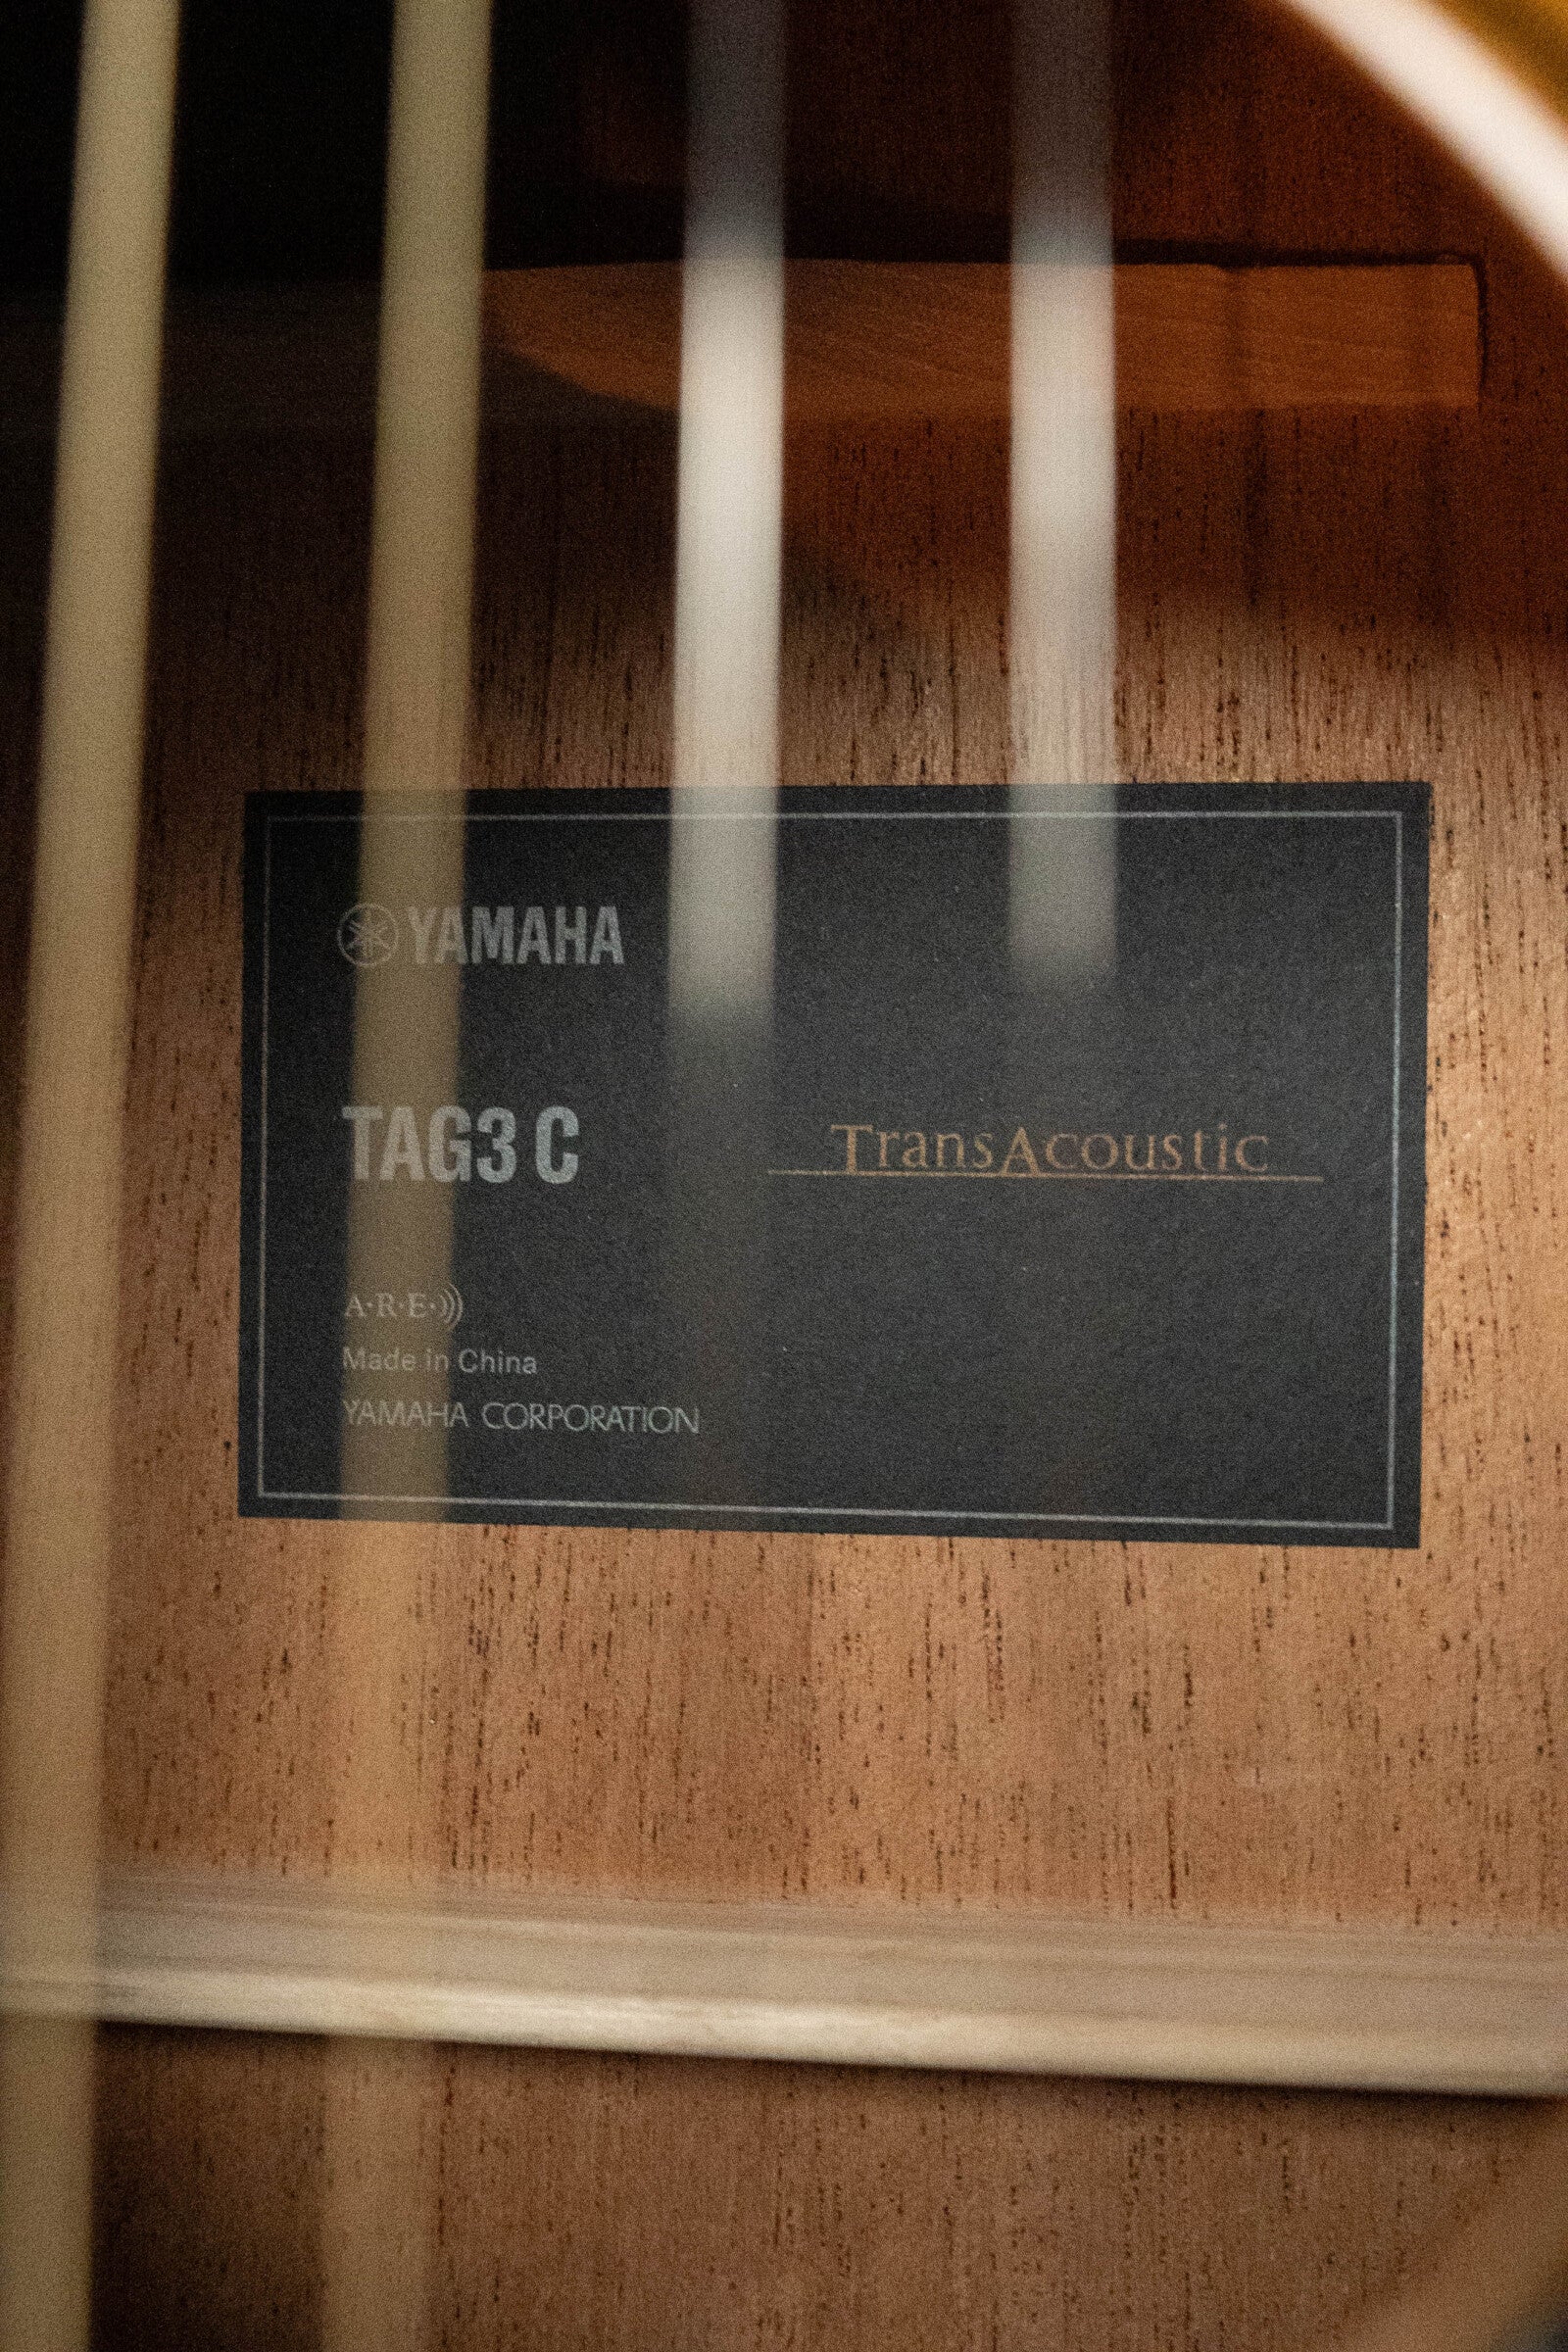 YAMAHA
TAG3 C
TransAcoustic
A·R·E·
Made in China
YAMAHA CORPORATION